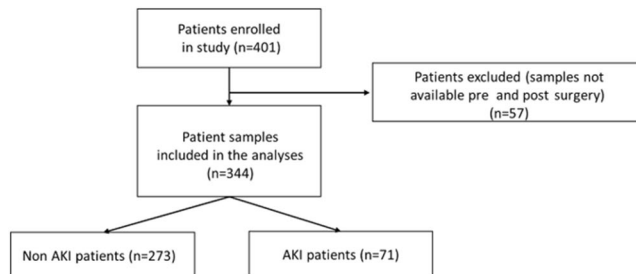 Patients enrolled
in study (n=401)
Patients excluded (samples not
available pre and post surgery)
(n=57)
Patient samples
included in the analyses
(n=344)
Non AKI patients (n=273)
AKI patients (n=71)